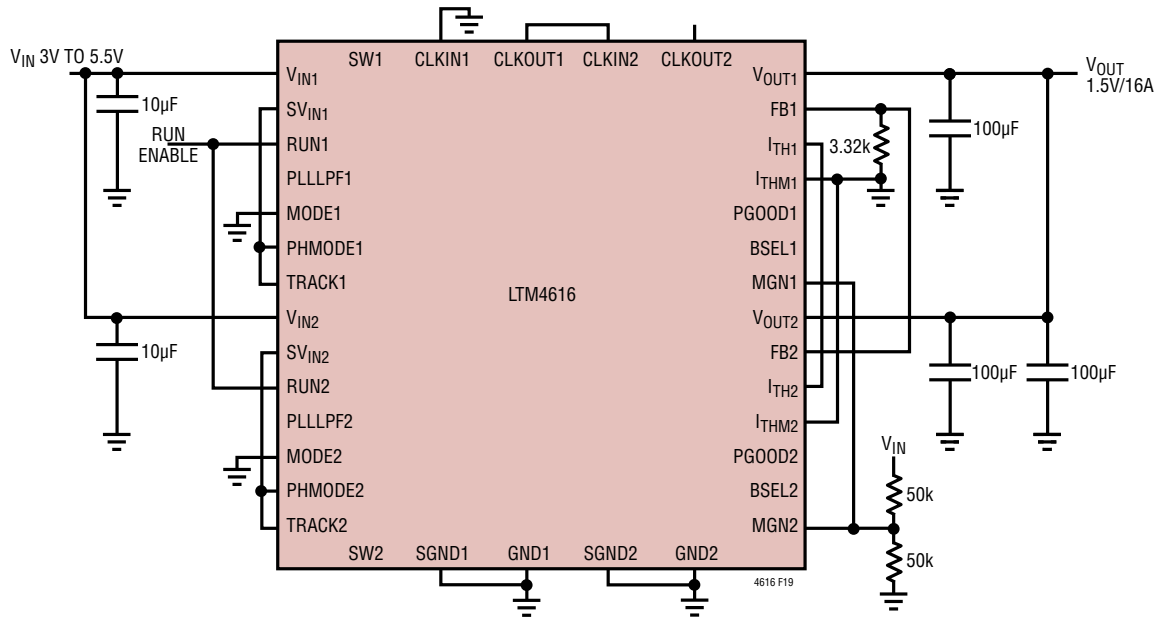 SW1 CLKIN1 CLKOUT1 CLKIN2 CLKOUT2
VIN 3V TO 5.5V
VIN1
10µF
SVIN1
RUN
ENABLE
RUN1
PLLLPF1
MODE1
PHMODE1
TRACK1
VIN2
10µF
SVIN2
RUN2
PLLLPF2
MODE2
PHMODE2
TRACK2
LTM4616
VOUT1
VOUT
1.5V/16A
FB1
100µF
3.32k
ITH1
ITHM1
PGOOD1
BSEL1
MGN1
VOUT2
FB2
100µF
100µF
ITH2
ITHM2
PGOOD2
VIN
BSEL2
50k
MGN2
50k
SW2 SGND1 GND1 SGND2 GND2
4616 F19